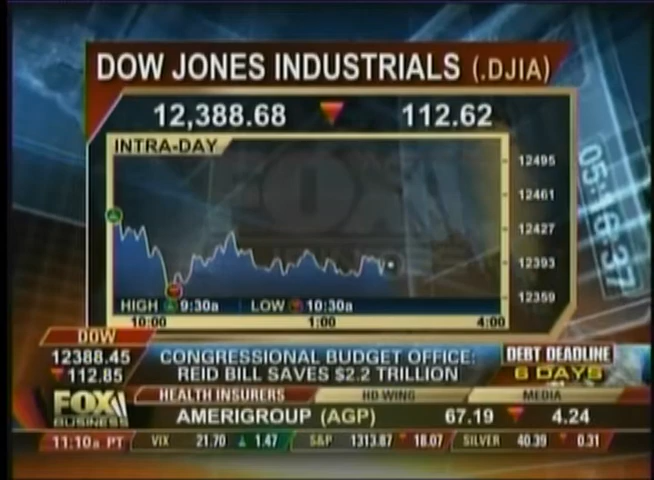 DOW JONES INDUSTRIALS (.DJIA)
12,388.68 112.62
INTRA-DAY
12495
12461
12427
12393
12359
HIGH 9:30a LOW 10:30a
10:00 1:00 4:00
05:16:37
DOW
12388.45
112.85
CONGRESSIONAL BUDGET OFFICE:
REID BILL SAVES $2.2 TRILLION
DEBT DEADLINE
6 DAYS
FOX
BUSINESS
HEALTH INSURERS HD WING MEDIA
AMERIGROUP (AGP) 67.19 4.24
11:10a PT VIX 21.70 1.47 S&P 1313.87 18.07 SILVER 40.39 0.31